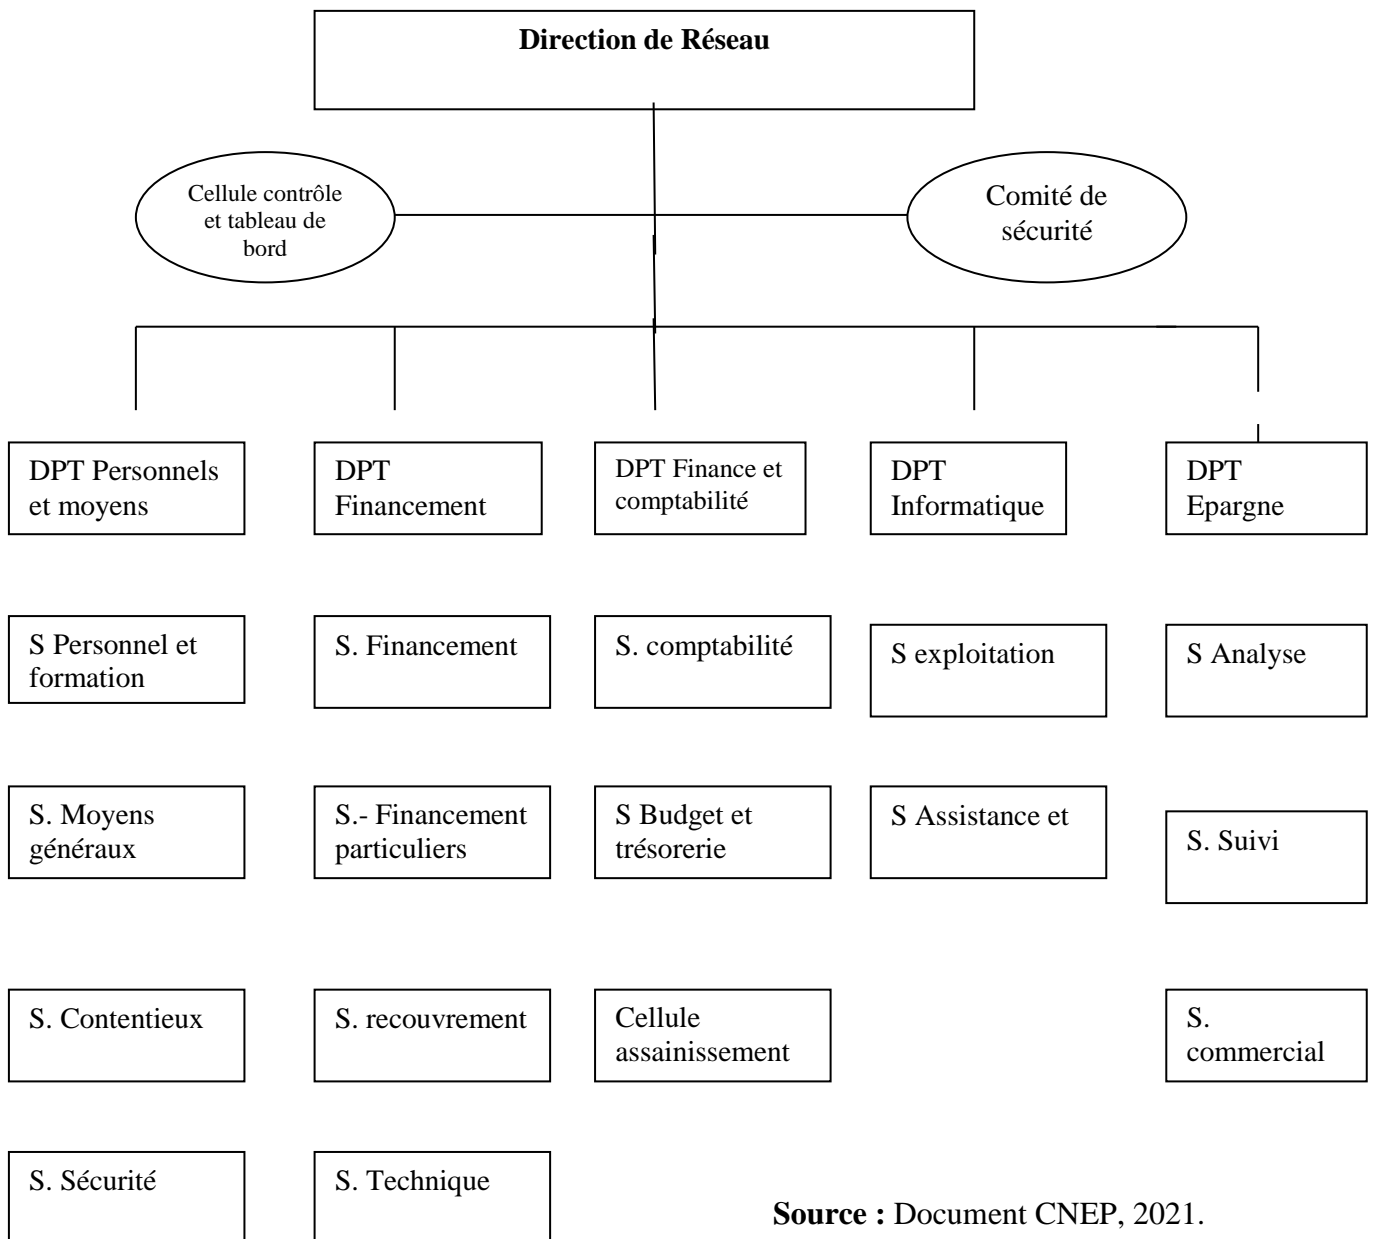 Direction de Réseau
Cellule contrôle
et tableau de
bord
Comité de
sécurité
DPT Personnels
et moyens
DPT
Financement
DPT Finance et
comptabilité
DPT
Informatique
DPT
Epargne
S Personnel et
formation
S. Financement
S. comptabilité
S exploitation
S Analyse
S. Moyens
généraux
S.- Financement
particuliers
S Budget et
trésorerie
S Assistance et
S. Suivi
S. Contentieux
S. recouvrement
Cellule
assainissement
S.
commercial
S. Sécurité
S. Technique
Source : Document CNEP, 2021.